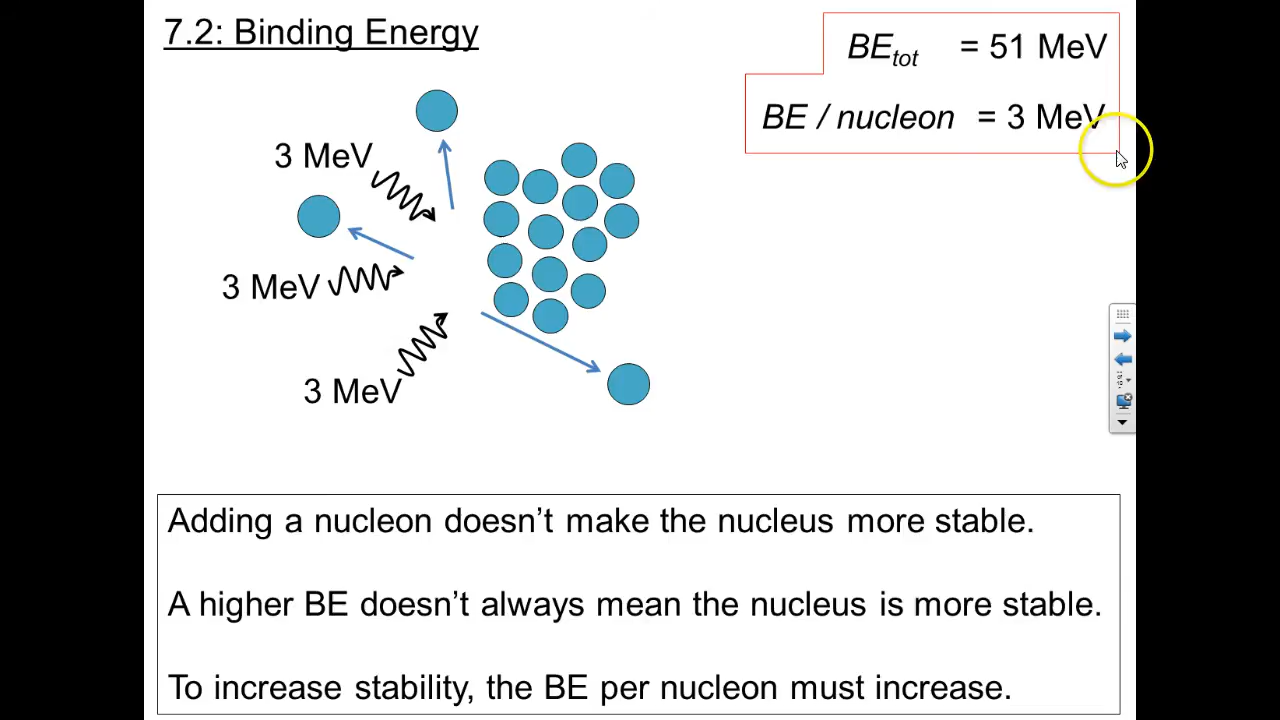 7.2: Binding Energy
BEtot = 51 MeV
BE / nucleon = 3 MeV
3 MeV
3 MeV
3 MeV
Adding a nucleon doesn't make the nucleus more stable.
A higher BE doesn't always mean the nucleus is more stable.
To increase stability, the BE per nucleon must increase.